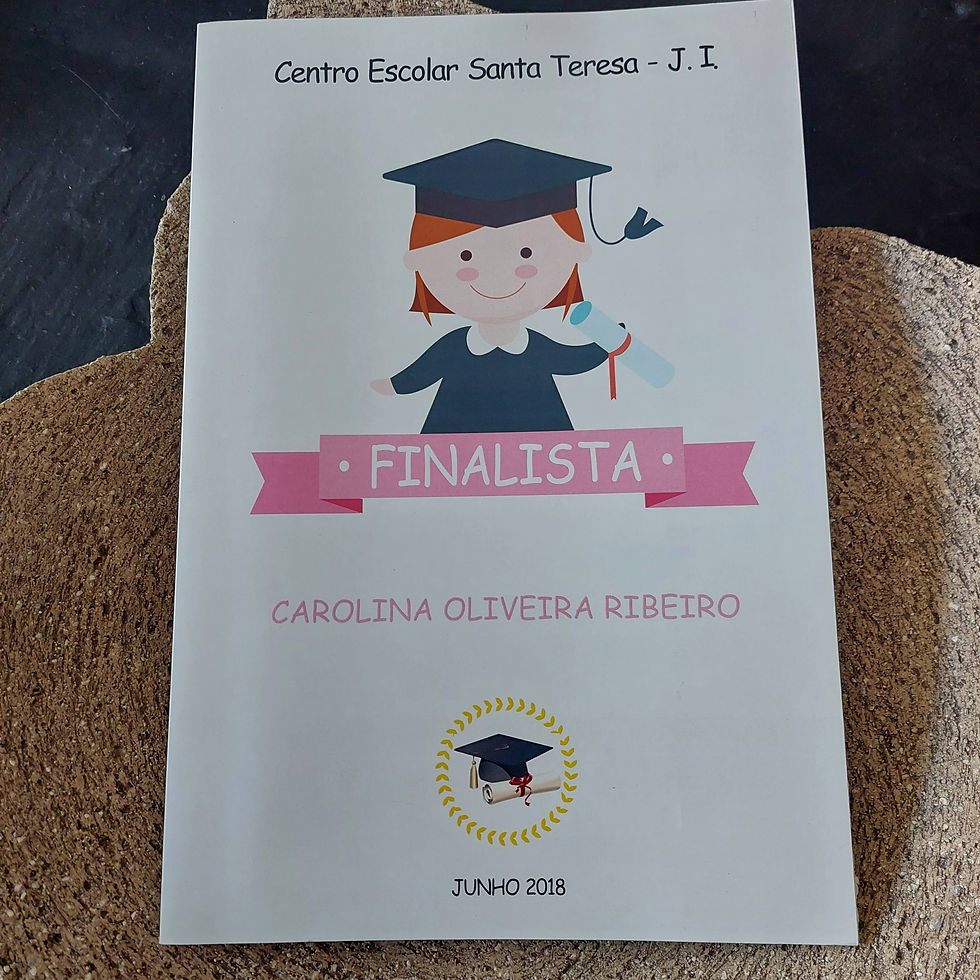 Centro Escolar Santa Teresa - J. I.
• FINALISTA •
CAROLINA OLIVEIRA RIBEIRO
JUNHO 2018